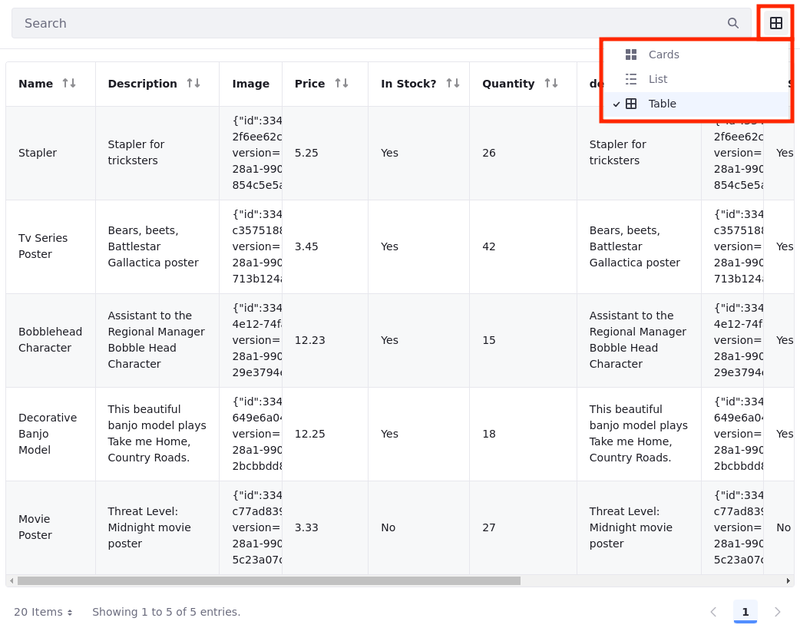 Search
Cards
List
Table
Name Description Image Price In Stock? Quantity de
Stapler
Stapler for
tricksters
{"id":334
2f6ee62c
version=
28a1-990
854c5e5a
5.25
Yes
26
Stapler for
tricksters
2f6ee62c
version=
28a1-990
854c5e5a
Yes
Tv Series
Poster
Bears, beets,
Battlestar
Gallactica poster
{"id":334
c3575188
version=
28a1-990
713b124a
3.45
Yes
42
Bears, beets,
Battlestar
Gallactica poster
{"id":334
c3575188
version=
28a1-990
713b124a
Yes
Bobblehead
Character
Assistant to the
Regional Manager
Bobble Head
Character
{"id":334
4e12-74f
version=
28a1-990
29e3794
12.23
Yes
15
Assistant to the
Regional Manager
Bobble Head
Character
{"id":334
4e12-74f
version=
28a1-990
29e3794
Yes
Decorative
Banjo
Model
This beautiful
banjo model plays
Take me Home,
Country Roads.
{"id":334
649e6a04
version=
28a1-990
2bcbbdd8
12.25
Yes
18
This beautiful
banjo model plays
Take me Home,
Country Roads.
{"id":334
649e6a04
version=
28a1-990
2bcbbdd8
Yes
Movie
Poster
Threat Level:
Midnight movie
poster
{"id":334
c77ad839
version=
28a1-990
5c23a07c
3.33
No
27
Threat Level:
Midnight movie
poster
{"id":334
c77ad839
version=
28a1-990
5c23a07c
No
20 Items Showing 1 to 5 of 5 entries. 1